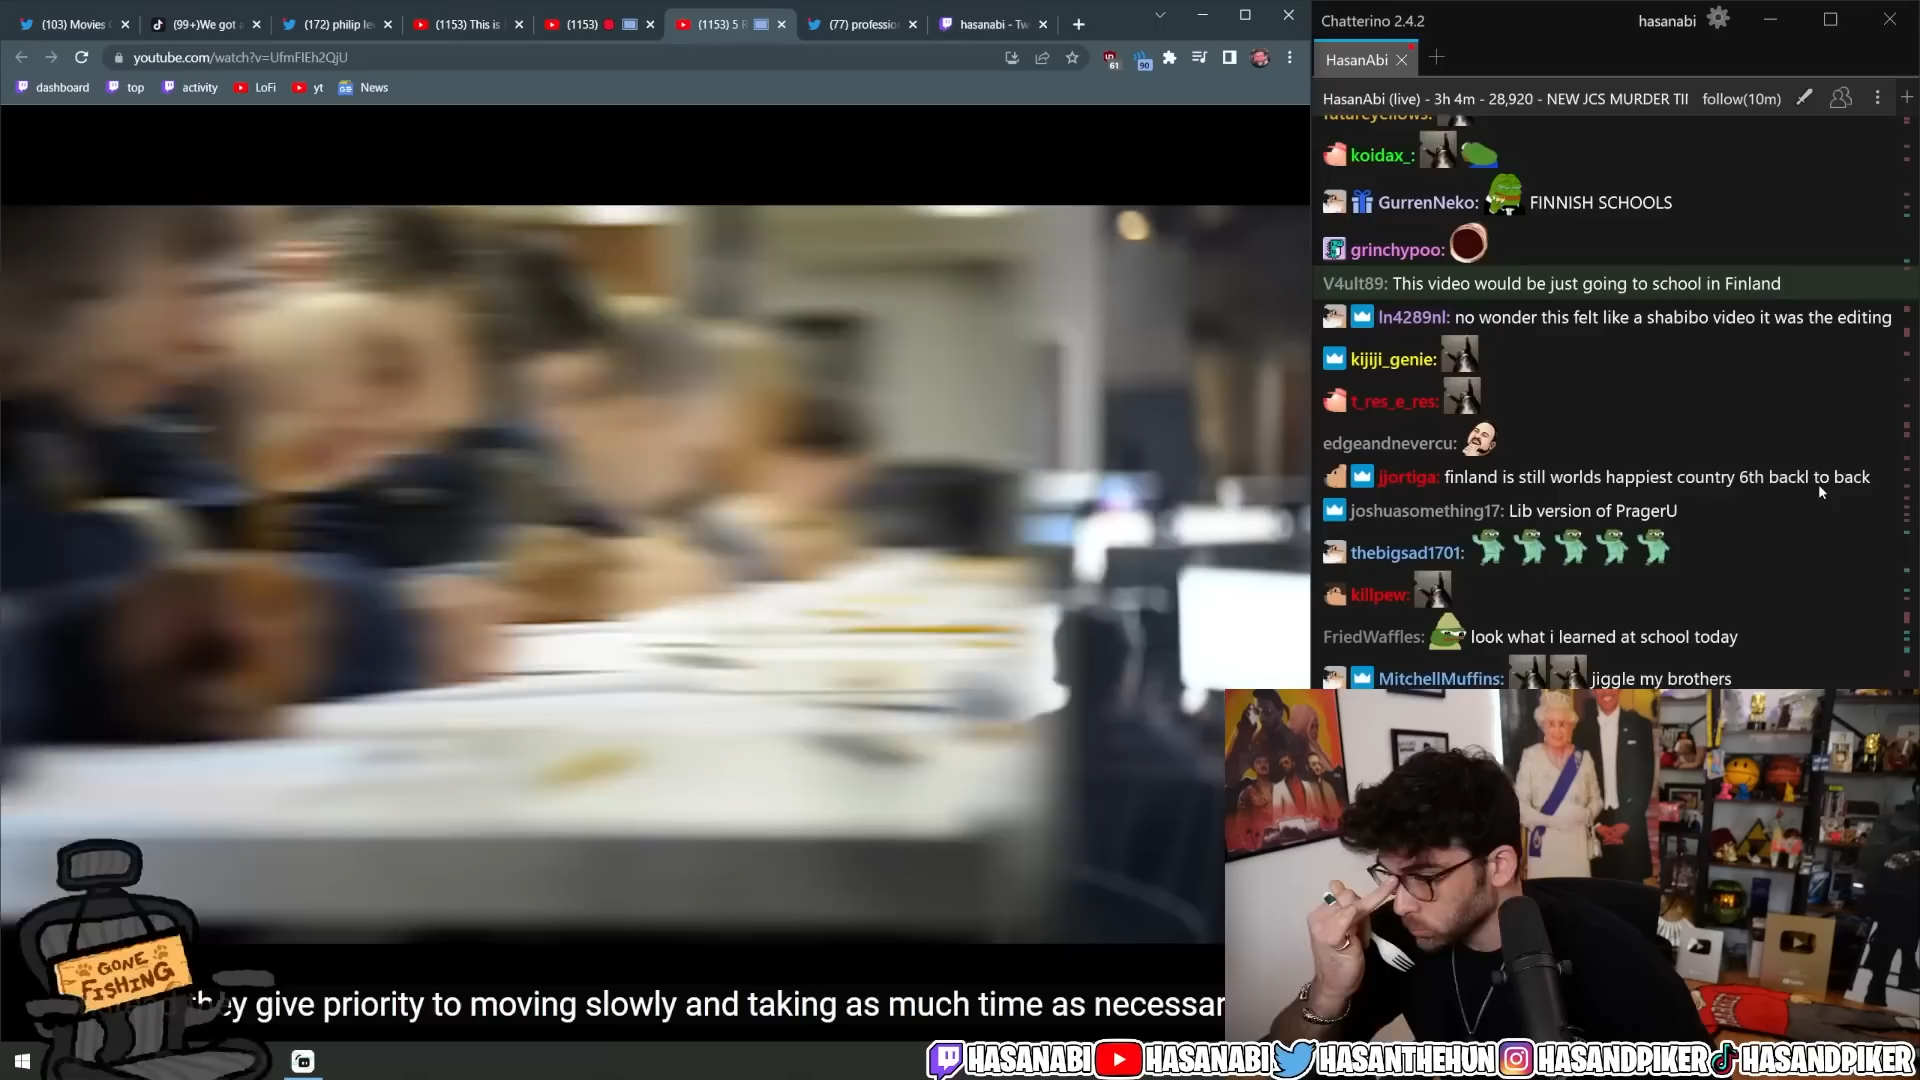 (103) Movies
(99+)We got a
(172) philip le
(1153) This is
(1153)
(1153) 5 R
(77) professio
hasanabi - Tw
youtube.com/watch?v=UfmFlEh2QjU
61
90
dashboard
top
activity
LoFi
yt
News
Chatterino 2.4.2
hasanabi
HasanAbi
HasanAbi (live) - 3h 4m - 28,920 - NEW JCS MURDER TII
follow(10m)
futureyellows:
koidax_:
GurrenNeko: FINNISH SCHOOLS
grinchypoo:
V4ult89: This video would be just going to school in Finland
ln4289nl: no wonder this felt like a shabibo video it was the editing
kijiji_genie:
t_res_e_res:
edgeandnevercu:
jjortiga: finland is still worlds happiest country 6th backl to back
joshuasomething17: Lib version of PragerU
thebigsad1701:
killpew:
FriedWaffles: look what i learned at school today
MitchellMuffins: jiggle my brothers
GONE
FISHING
they give priority to moving slowly and taking as much time as necessar
HASANABI
HASANABI
HASANTHEHUN
HASANDPIKER
HASANDPIKER